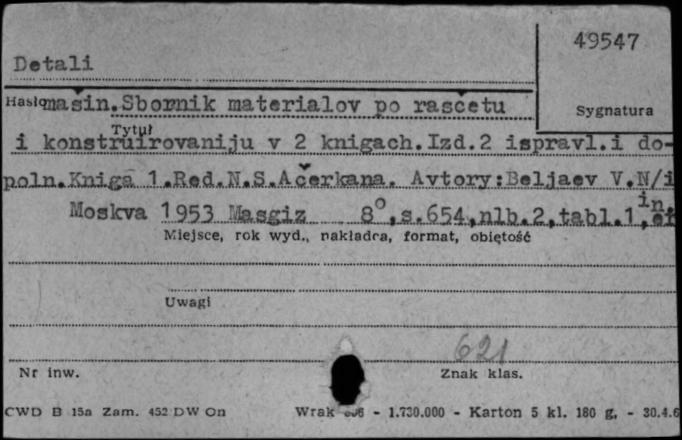 49547
Detali
Hasło
mašin.Sbornik materialov po rasčetu
Sygnatura
Tytuł
i konstruirovaniju v 2 knigach.Izd.2 ispravl.i do-
poln.Kniga 1.Red.N.S.Ačerkana. Avtory:Beljaev V.N/i
in.
Moskva 1953 Masgiz 8°,s.654,nlb.2,tabl.1,
Miejsce, rok wyd., nakładca, format, objętość
Uwagi
621
Nr inw.
Znak klas.
CWD B 15a Zam. 452 DW On Wrak - 1.730.000 - Karton 5 kl. 180 g. - 30.4.6